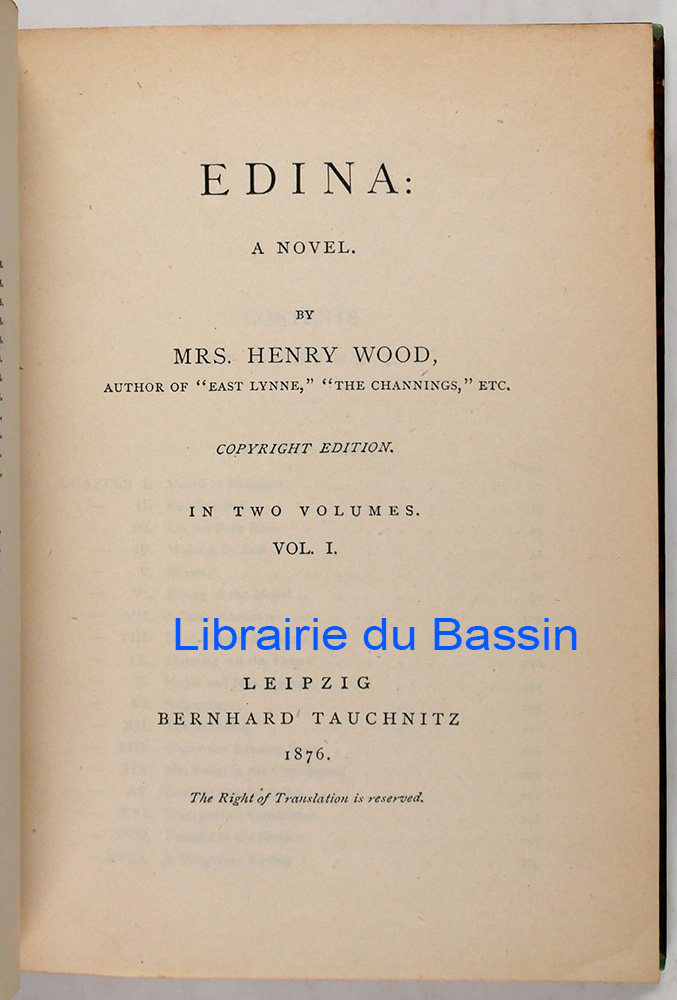 EDINA:
A NOVEL.
BY
MRS. HENRY WOOD,
AUTHOR OF "EAST LYNNE," "THE CHANNINGS," ETC.
COPYRIGHT EDITION.
IN TWO VOLUMES.
VOL. I.
Librairie du Bassin
LEIPZIG
BERNHARD TAUCHNITZ
1876.
The Right of Translation is reserved.